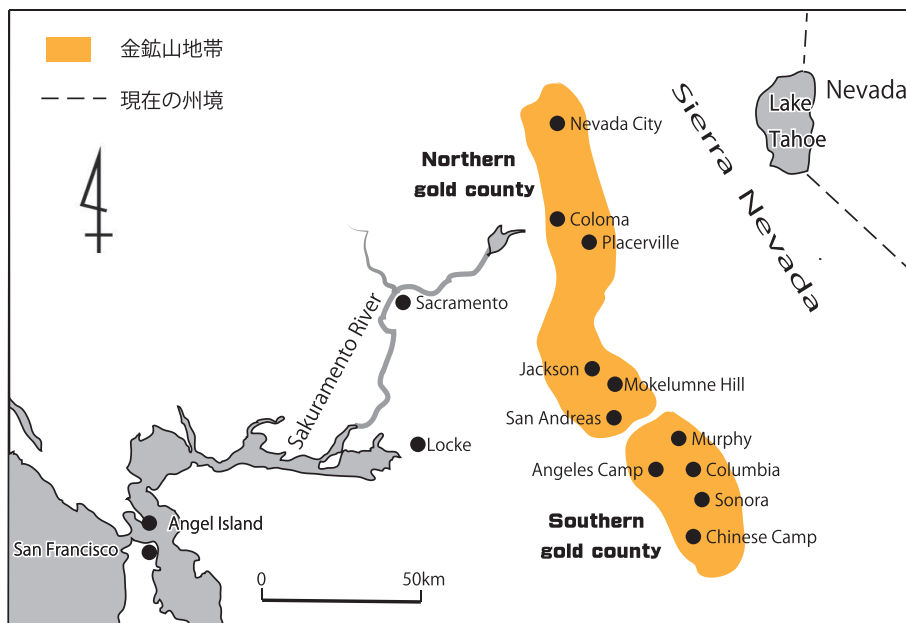 金鉱山地帯
現在の州境
Lake
Tahoe
Nevada
Sierra Nevada
Nevada City
Northern
gold county
Coloma
Placerville
Sacramento
Sakuramento River
Jackson
Mokelumne Hill
San Andreas
Locke
Murphy
Angeles Camp
Columbia
Sonora
Southern
gold county
Chinese Camp
Angel Island
San Francisco
0
50km